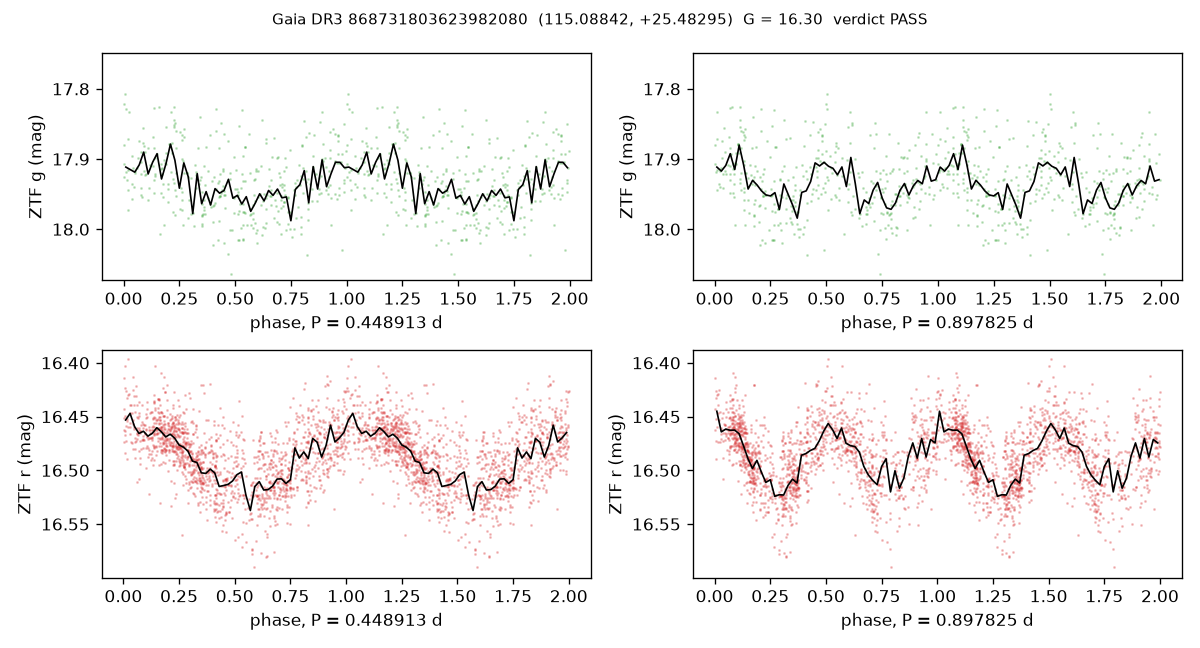 Gaia DR3 868731803623982080 (115.08842, +25.48295) G = 16.30 verdict PASS
ZTF g (mag)
17.8
17.9
18.0
0.00 0.25 0.50 0.75 1.00 1.25 1.50 1.75 2.00
phase, P = 0.448913 d
ZTF g (mag)
17.8
17.9
18.0
0.00 0.25 0.50 0.75 1.00 1.25 1.50 1.75 2.00
phase, P = 0.897825 d
ZTF r (mag)
16.40
16.45
16.50
16.55
0.00 0.25 0.50 0.75 1.00 1.25 1.50 1.75 2.00
phase, P = 0.448913 d
ZTF r (mag)
16.40
16.45
16.50
16.55
0.00 0.25 0.50 0.75 1.00 1.25 1.50 1.75 2.00
phase, P = 0.897825 d